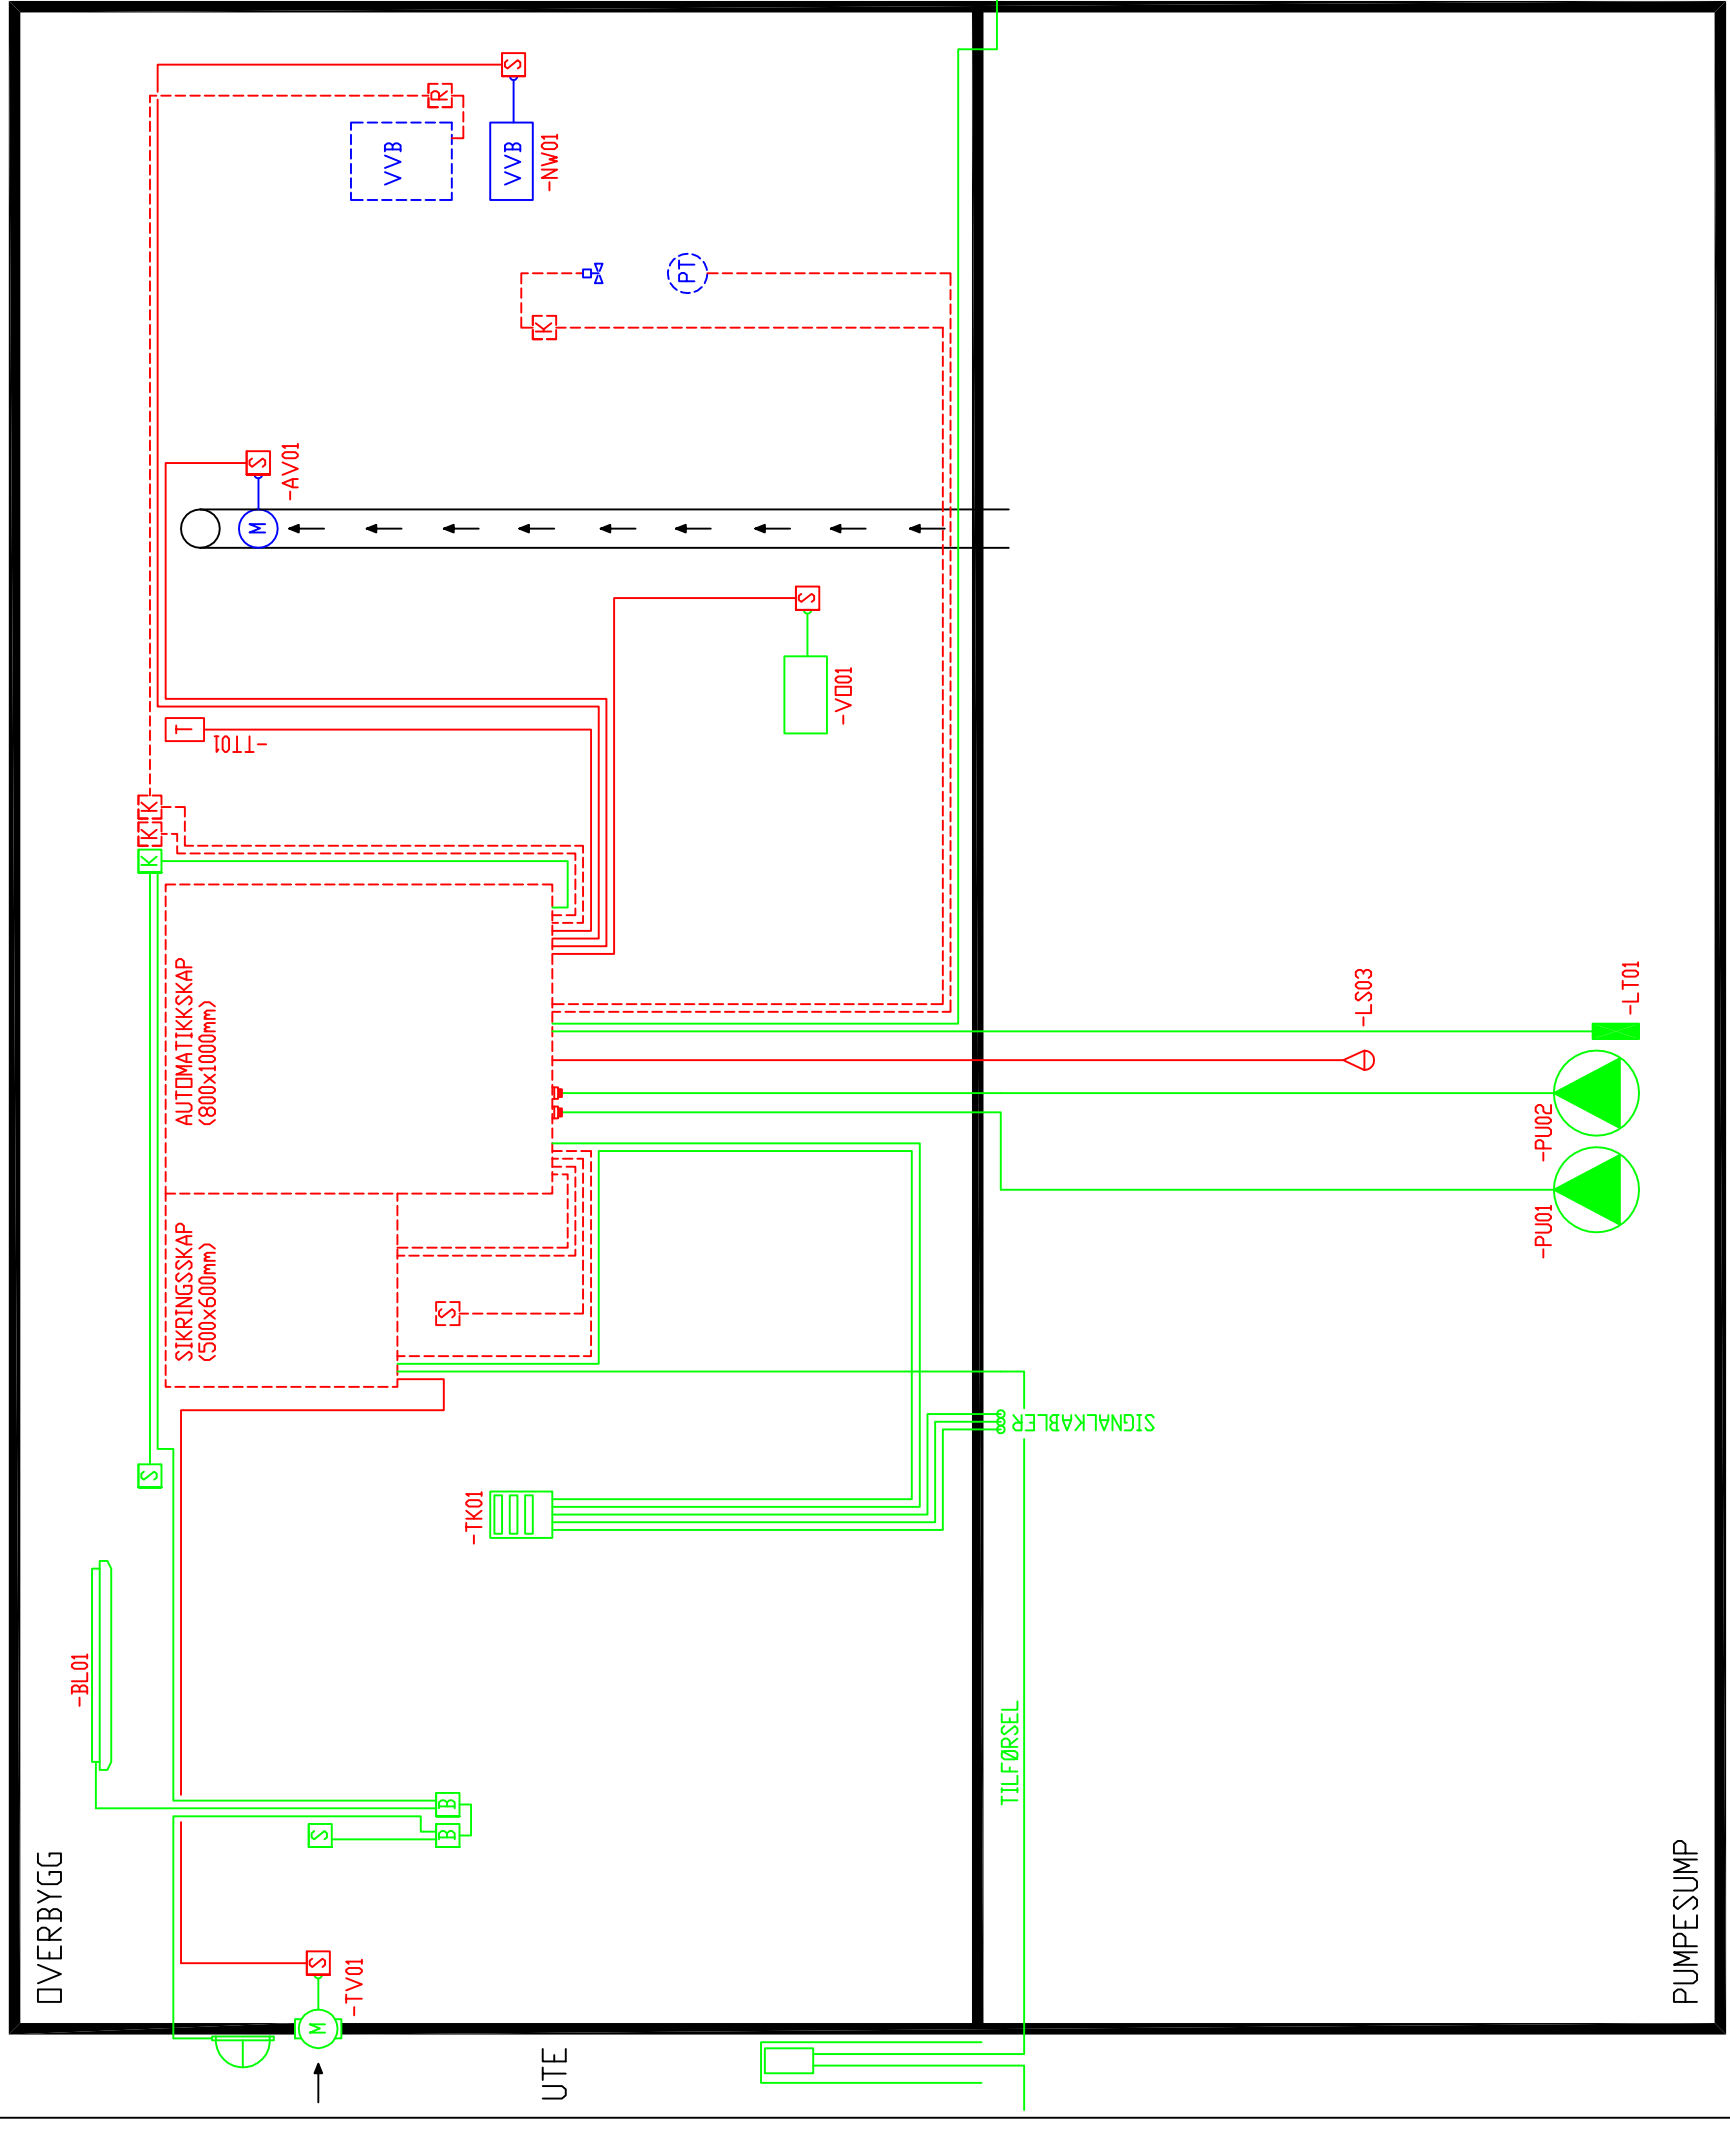 OVERBYGG
-BL01
SIKRINGSSKAP
(500x600mm)
AUTOMATIKKSKAP
(800x1000mm)
S
K
K
K
T
-TT01
M
S
-AV01
VVB
R
VVB
S
-NW01
K
PT
S
-VO01
S
B
B
S
M
S
-TV01
-TK01
UTE
TILFØRSEL
SIGNALKABLER
-LS03
-LT01
-PU02
-PU01
PUMPESUMP